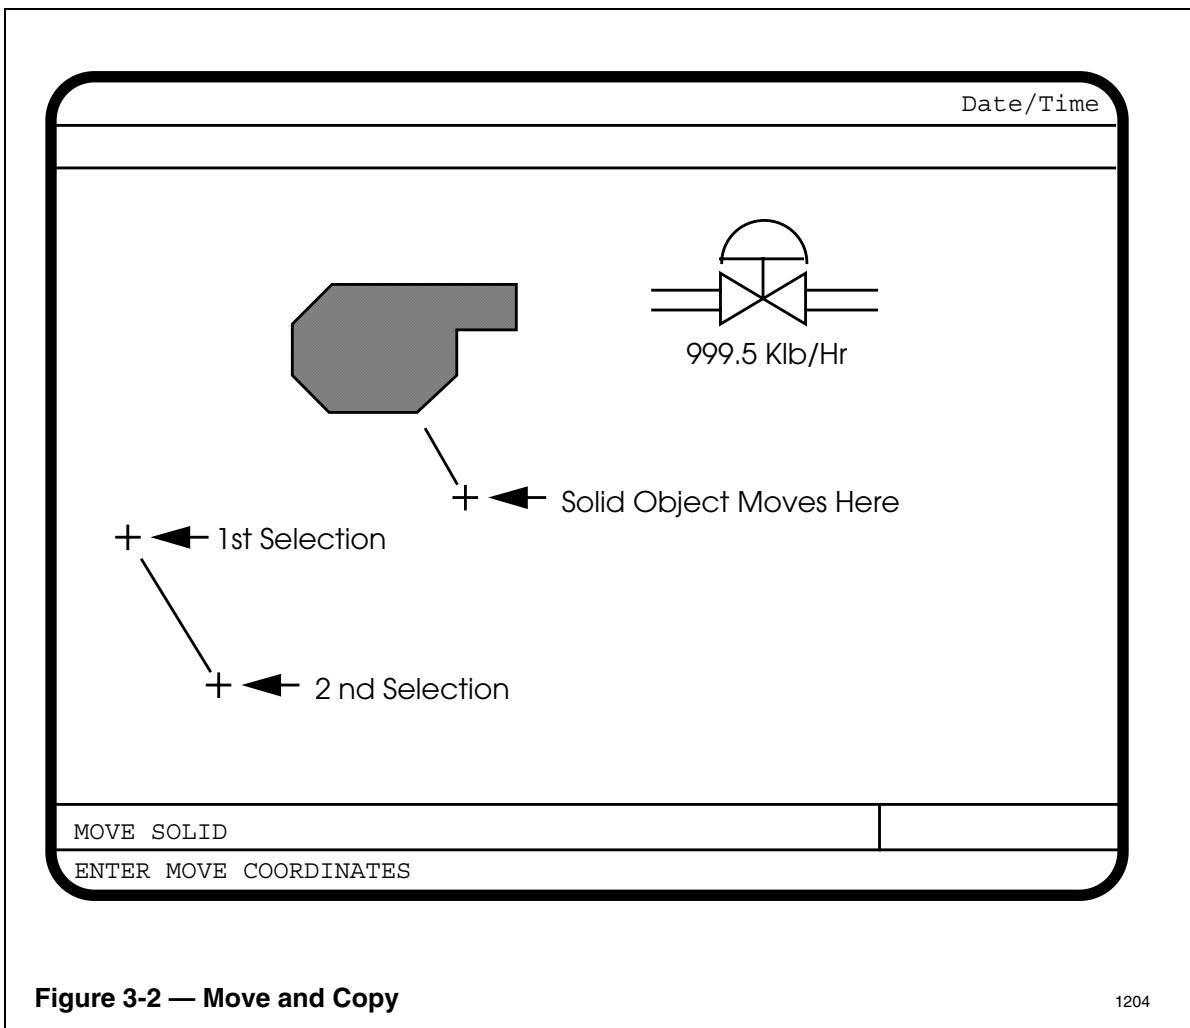 Date/Time
999.5 Klb/Hr
Solid Object Moves Here
1st Selection
2 nd Selection
MOVE SOLID
ENTER MOVE COORDINATES
Figure 3-2 — Move and Copy
1204